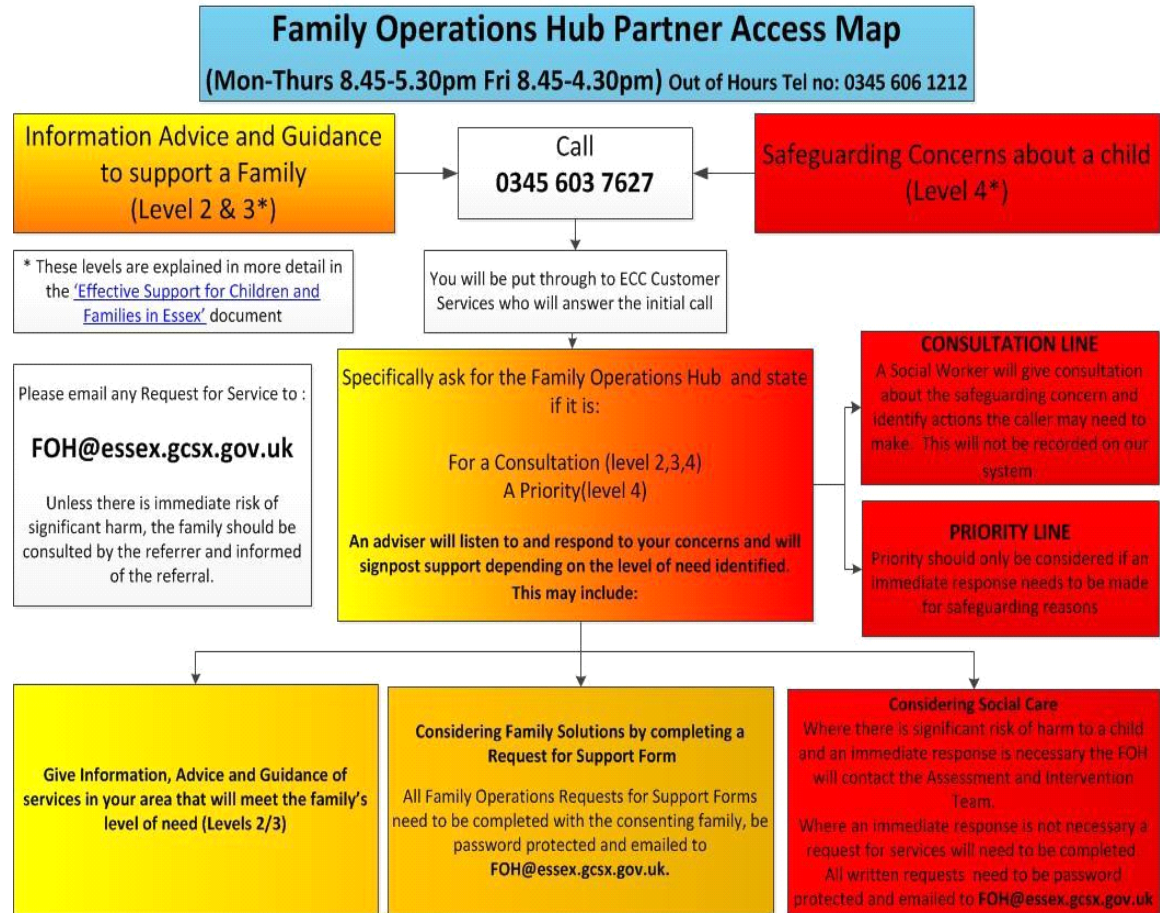 Family Operations Hub Partner Access Map
(Mon-Thurs 8.45-5.30pm Fri 8.45-4.30pm) Out of Hours Tel no: 0345 606 1212
Information Advice and Guidance
to support a Family
(Level 2 & 3*)
Call
0345 603 7627
Safeguarding Concerns about a child
(Level 4*)
* These levels are explained in more detail in
the 'Effective Support for Children and
Families in Essex' document
You will be put through to ECC Customer
Services who will answer the initial call
Please email any Request for Service to :
FOH@essex.gcsx.gov.uk
Unless there is immediate risk of
significant harm, the family should be
consulted by the referrer and informed
of the referral.
Specifically ask for the Family Operations Hub and state
if it is:
For a Consultation (level 2,3,4)
A Priority(level 4)
An adviser will listen to and respond to your concerns and will
signpost support depending on the level of need identified.
This may include:
CONSULTATION LINE
A Social Worker will give consultation
about the safeguarding concern and
identify actions the caller may need to
make. This will not be recorded on our
system
PRIORITY LINE
Priority should only be considered if an
immediate response needs to be made
for safeguarding reasons
Give Information, Advice and Guidance of
services in your area that will meet the family's
level of need (Levels 2/3)
Considering Family Solutions by completing a
Request for Support Form
All Family Operations Requests for Support Forms
need to be completed with the consenting family, be
password protected and emailed to
FOH@essex.gcsx.gov.uk.
Considering Social Care
Where there is significant risk of harm to a child
and an immediate response is necessary the FOH
will contact the Assessment and Intervention
Team.
Where an immediate response is not necessary a
request for services will need to be completed
All written requests need to be password
protected and emailed to FOH@essex.gcsx.gov.uk